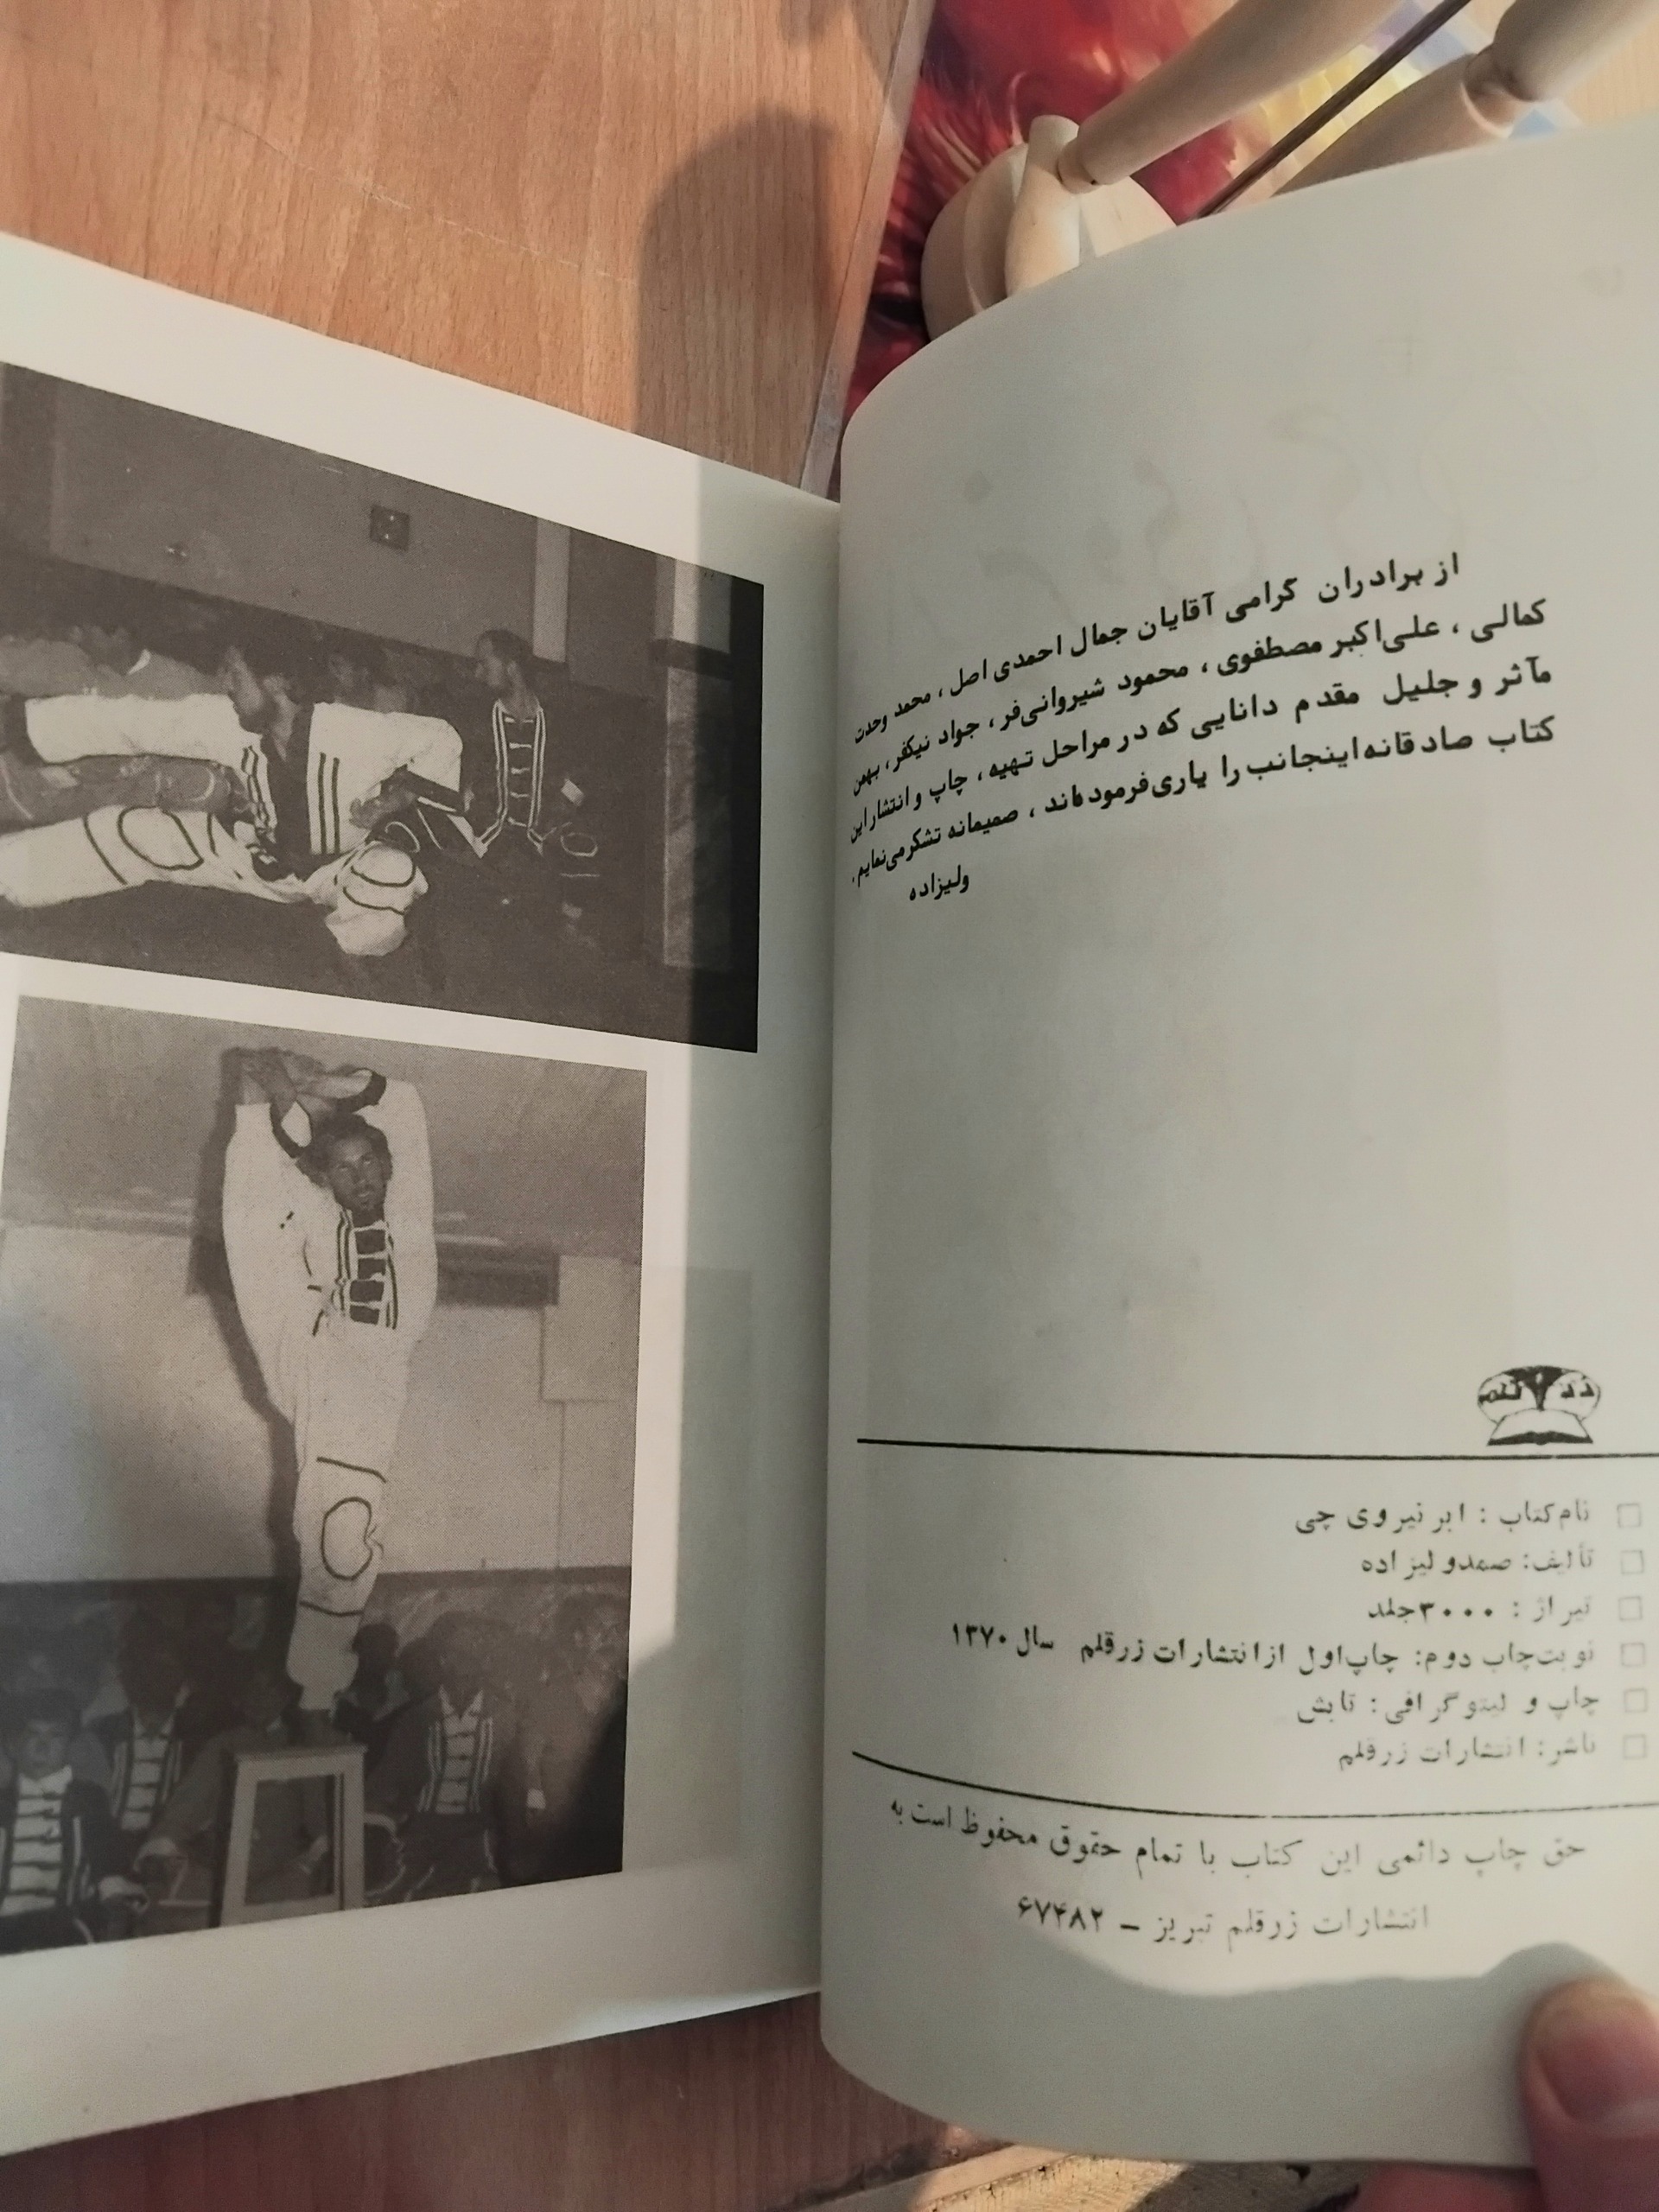 از برادران گرامی آقایان جمال احمدی اصل ، محمد وحدت
کمالی ، علی‌اکبر مصطفوی ، محمود شیروانی‌فر ، جواد نیکفر ، بهمن
مآثر و جلیل مقدم دانایی که در مراحل تهیه ، چاپ و انتشار این
کتاب صادقانه اینجانب را یاری فرموده‌اند ، صمیمانه تشکر می‌نمایم .
ولیزاده
زرقلم
□ نام کتاب : ابر نیروی چی
□ تألیف: صمد ولیزاده
□ تیراژ : ۳۰۰۰ جلد
□ نوبت چاپ دوم: چاپ اول از انتشارات زرقلم سال ۱۳۷۰
□ چاپ و لیتوگرافی: تابش
□ ناشر: انتشارات زرقلم
حق چاپ دائمی این کتاب با تمام حقوق محفوظ است به
انتشارات زرقلم تبریز – ۶۷۴۸۲